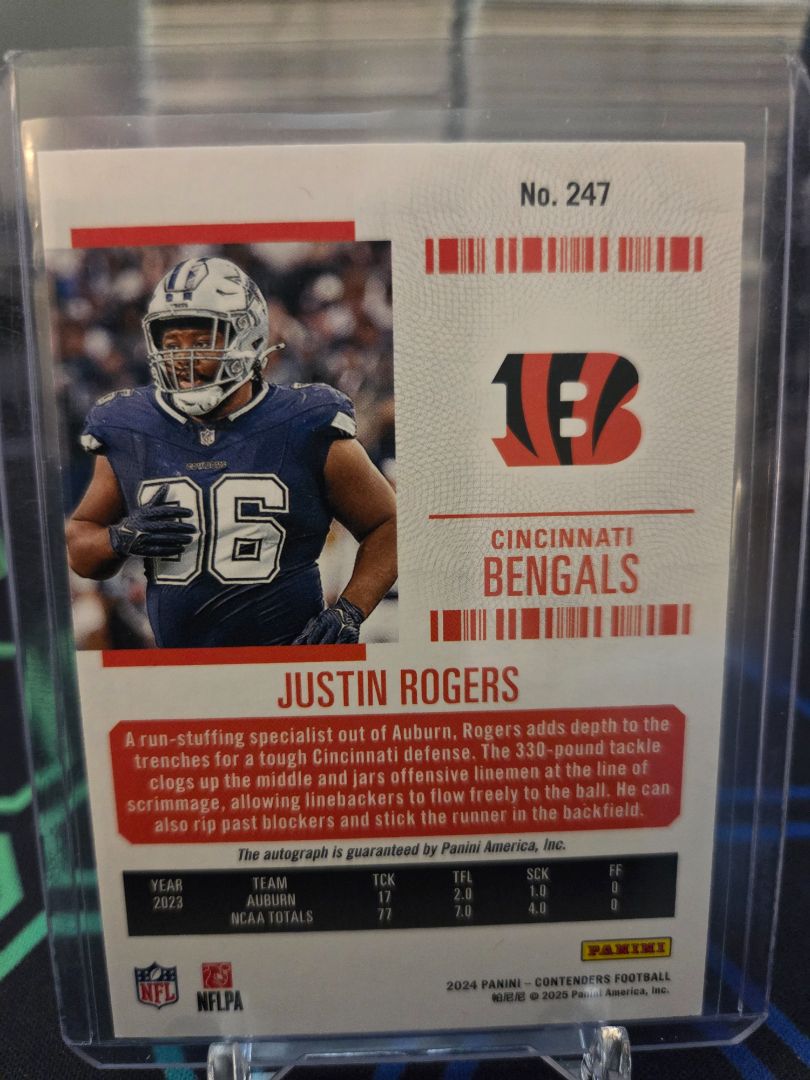 No. 247
B
COWBOYS
96
CINCINNATI
BENGALS
JUSTIN ROGERS
A run-stuffing specialist out of Auburn, Rogers adds depth to the
trenches for a tough Cincinnati defense. The 330-pound tackle
clogs up the middle and jars offensive linemen at the line of
scrimmage, allowing linebackers to flow freely to the ball. He can
also rip past blockers and stick the runner in the backfield.
The autograph is guaranteed by Panini America, Inc.
YEAR TEAM TCK TFL SCK FF
2023 AUBURN 17 2.0 1.0 0
NCAA TOTALS 77 7.0 4.0 0
PANINI
NFL
NFLPA
2024 PANINI – CONTENDERS FOOTBALL
帕尼尼 © 2025 Panini America, Inc.